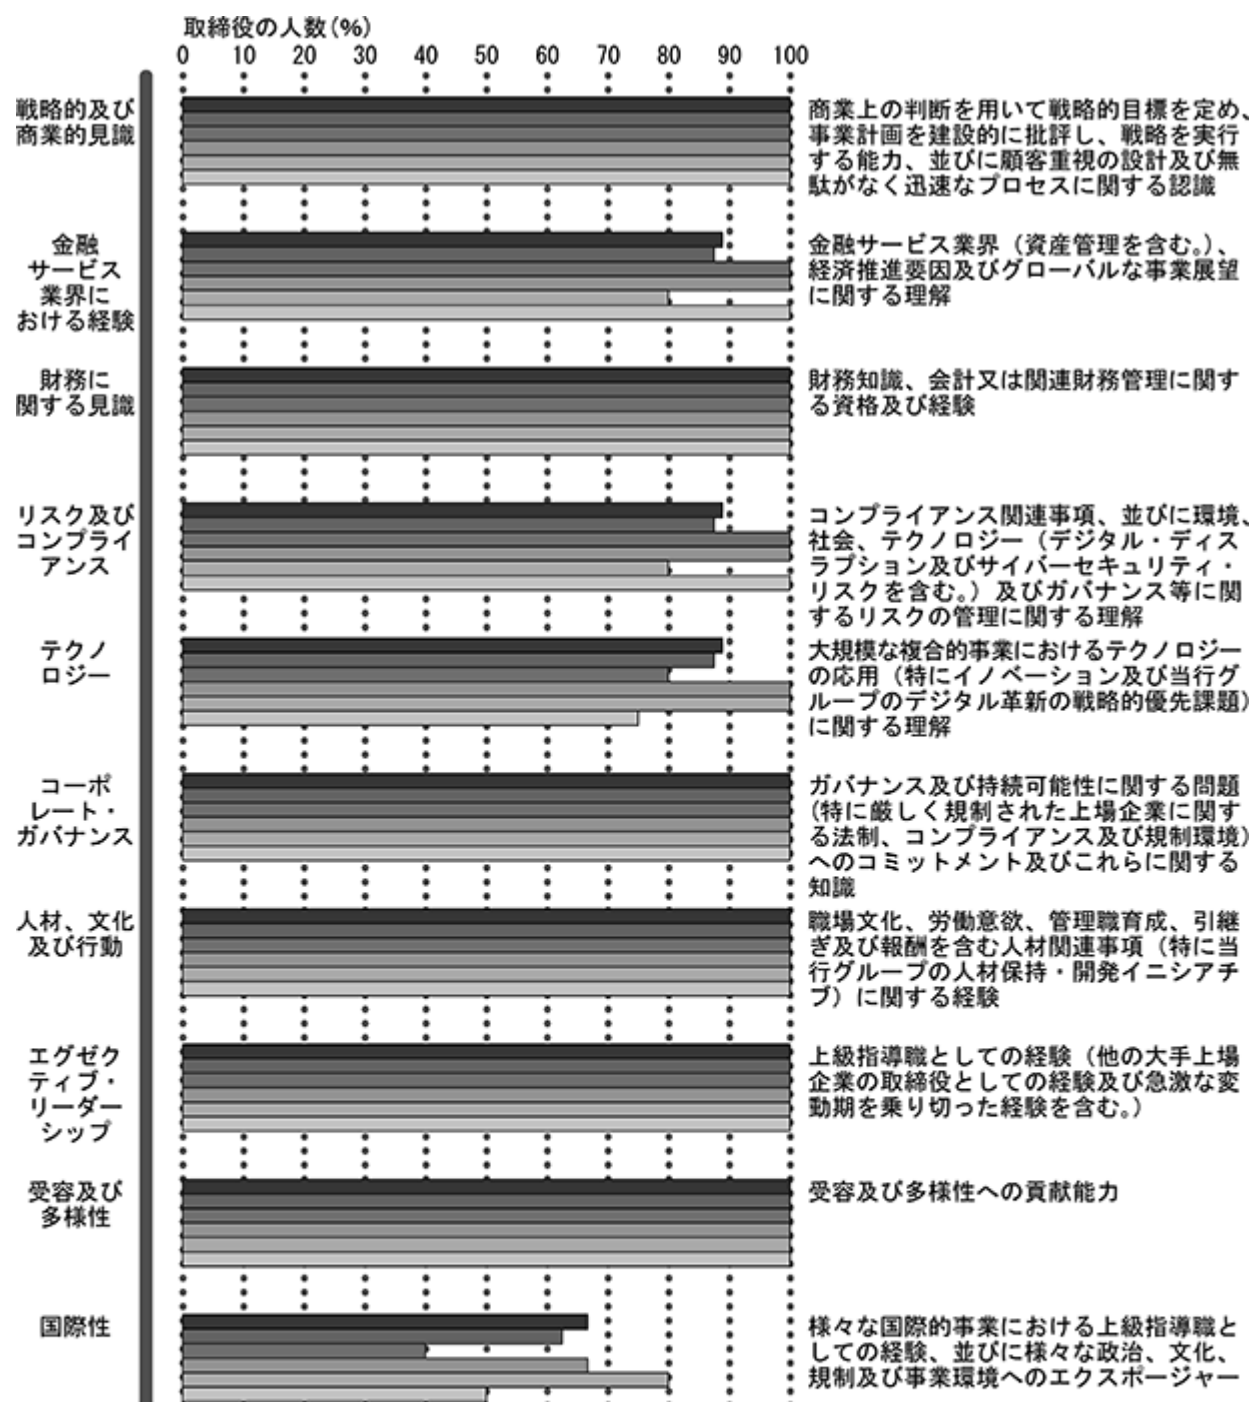 取締役の人数(%)
0 10 20 30 40 50 60 70 80 90 100
戦略的及び
商業的見識
商業上の判断を用いて戦略的目標を定め、
事業計画を建設的に批評し、戦略を実行
する能力、並びに顧客重視の設計及び無
駄がなく迅速なプロセスに関する認識
金融
サービス
業界に
おける経験
金融サービス業界（資産管理を含む。）、
経済推進要因及びグローバルな事業展望
に関する理解
財務に
関する見識
財務知識、会計又は関連財務管理に関す
る資格及び経験
リスク及び
コンプライ
アンス
コンプライアンス関連事項、並びに環境、
社会、テクノロジー（デジタル・ディス
ラプション及びサイバーセキュリティ・
リスクを含む。）及びガバナンス等に関
するリスクの管理に関する理解
テクノ
ロジー
大規模な複合的事業におけるテクノロジー
の応用（特にイノベーション及び当行グ
ループのデジタル革新の戦略的優先課題）
に関する理解
コーポ
レート・
ガバナンス
ガバナンス及び持続可能性に関する問題
（特に厳しく規制された上場企業に関す
る法制、コンプライアンス及び規制環境）
へのコミットメント及びこれらに関する
知識
人材、文化
及び行動
職場文化、労働意欲、管理職育成、引継
ぎ及び報酬を含む人材関連事項（特に当
行グループの人材保持・開発イニシアチ
ブ）に関する経験
エグゼク
ティブ・
リーダー
シップ
上級指導職としての経験（他の大手上場
企業の取締役としての経験及び急激な変
動期を乗り切った経験を含む。）
受容及び
多様性
受容及び多様性への貢献能力
国際性
様々な国際的事業における上級指導職と
しての経験、並びに様々な政治、文化、
規制及び事業環境へのエクスポージャー